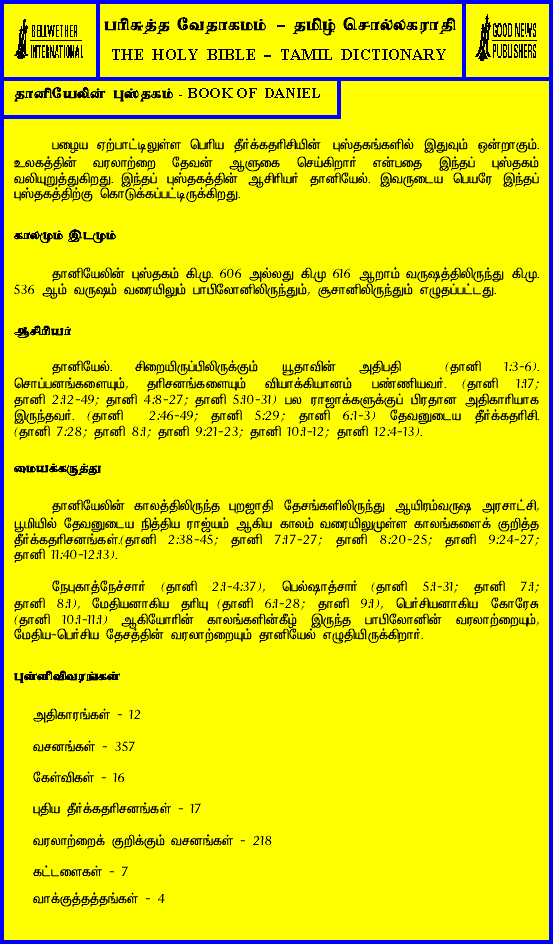 BELLWETHER
INTERNATIONAL
பரிசுத்த வேதாகமம் – தமிழ் சொல்லகராதி
THE HOLY BIBLE – TAMIL DICTIONARY
GOOD NEWS
PUBLISHERS
தானியேலின் புஸ்தகம் - BOOK OF DANIEL
பழைய ஏற்பாட்டிலுள்ள பெரிய தீர்க்கதரிசியின் புஸ்தகங்களில் இதுவும் ஒன்றாகும்.
உலகத்தின் வரலாற்றை தேவன் ஆளுகை செய்கிறார் என்பதை இந்தப் புஸ்தகம்
வலியுறுத்துகிறது. இந்தப் புஸ்தகத்தின் ஆசிரியர் தானியேல். இவருடைய பெயரே இந்தப்
புஸ்தகத்திற்கு கொடுக்கப்பட்டிருக்கிறது.
காலமும் இடமும்
தானியேலின் புஸ்தகம் கி.மு. 606 அல்லது கி.மு 616 ஆறாம் வருஷத்திலிருந்து கி.மு.
536 ஆம் வருஷம் வரையிலும் பாபிலோனிலிருந்தும், சூசானிலிருந்தும் எழுதப்பட்டது.
ஆசிரியர்
தானியேல். சிறையிருப்பிலிருக்கும் யூதாவின் அதிபதி (தானி 1:3-6).
சொப்பனங்களையும், தரிசனங்களையும் வியாக்கியானம் பண்ணியவர். (தானி 1:17;
தானி 2:12-49; தானி 4:8-27; தானி 5:10-31) பல ராஜாக்களுக்குப் பிரதான அதிகாரியாக
இருந்தவர். (தானி 2:46-49; தானி 5:29; தானி 6:1-3) தேவனுடைய தீர்க்கதரிசி.
(தானி 7:28; தானி 8:1; தானி 9:21-23; தானி 10:1-12; தானி 12:4-13).
மையக்கருத்து
தானியேலின் காலத்திலிருந்த புறஜாதி தேசங்களிலிருந்து ஆயிரம்வருஷ அரசாட்சி,
பூமியில் தேவனுடைய நித்திய ராஜ்யம் ஆகிய காலம் வரையிலுமுள்ள காலங்களைக் குறித்த
தீர்க்கதரிசனங்கள்.(தானி 2:38-45; தானி 7:17-27; தானி 8:20-25; தானி 9:24-27;
தானி 11:40-12:13).
நேபுகாத்நேச்சார் (தானி 2:1-4:37), பெல்ஷாத்சார் (தானி 5:1-31; தானி 7:1;
தானி 8:1), மேதியனாகிய தரியு (தானி 6:1-28; தானி 9:1), பெர்சியனாகிய கோரேசு
(தானி 10:1-11:1) ஆகியோரின் காலங்களின்கீழ் இருந்த பாபிலோனின் வரலாற்றையும்,
மேதிய-பெர்சிய தேசத்தின் வரலாற்றையும் தானியேல் எழுதியிருக்கிறார்.
புள்ளிவிவரங்கள்
அதிகாரங்கள் - 12
வசனங்கள் - 357
கேள்விகள் - 16
புதிய தீர்க்கதரிசனங்கள் - 17
வரலாற்றைக் குறிக்கும் வசனங்கள் - 218
கட்டளைகள் - 7
வாக்குத்தத்தங்கள் - 4